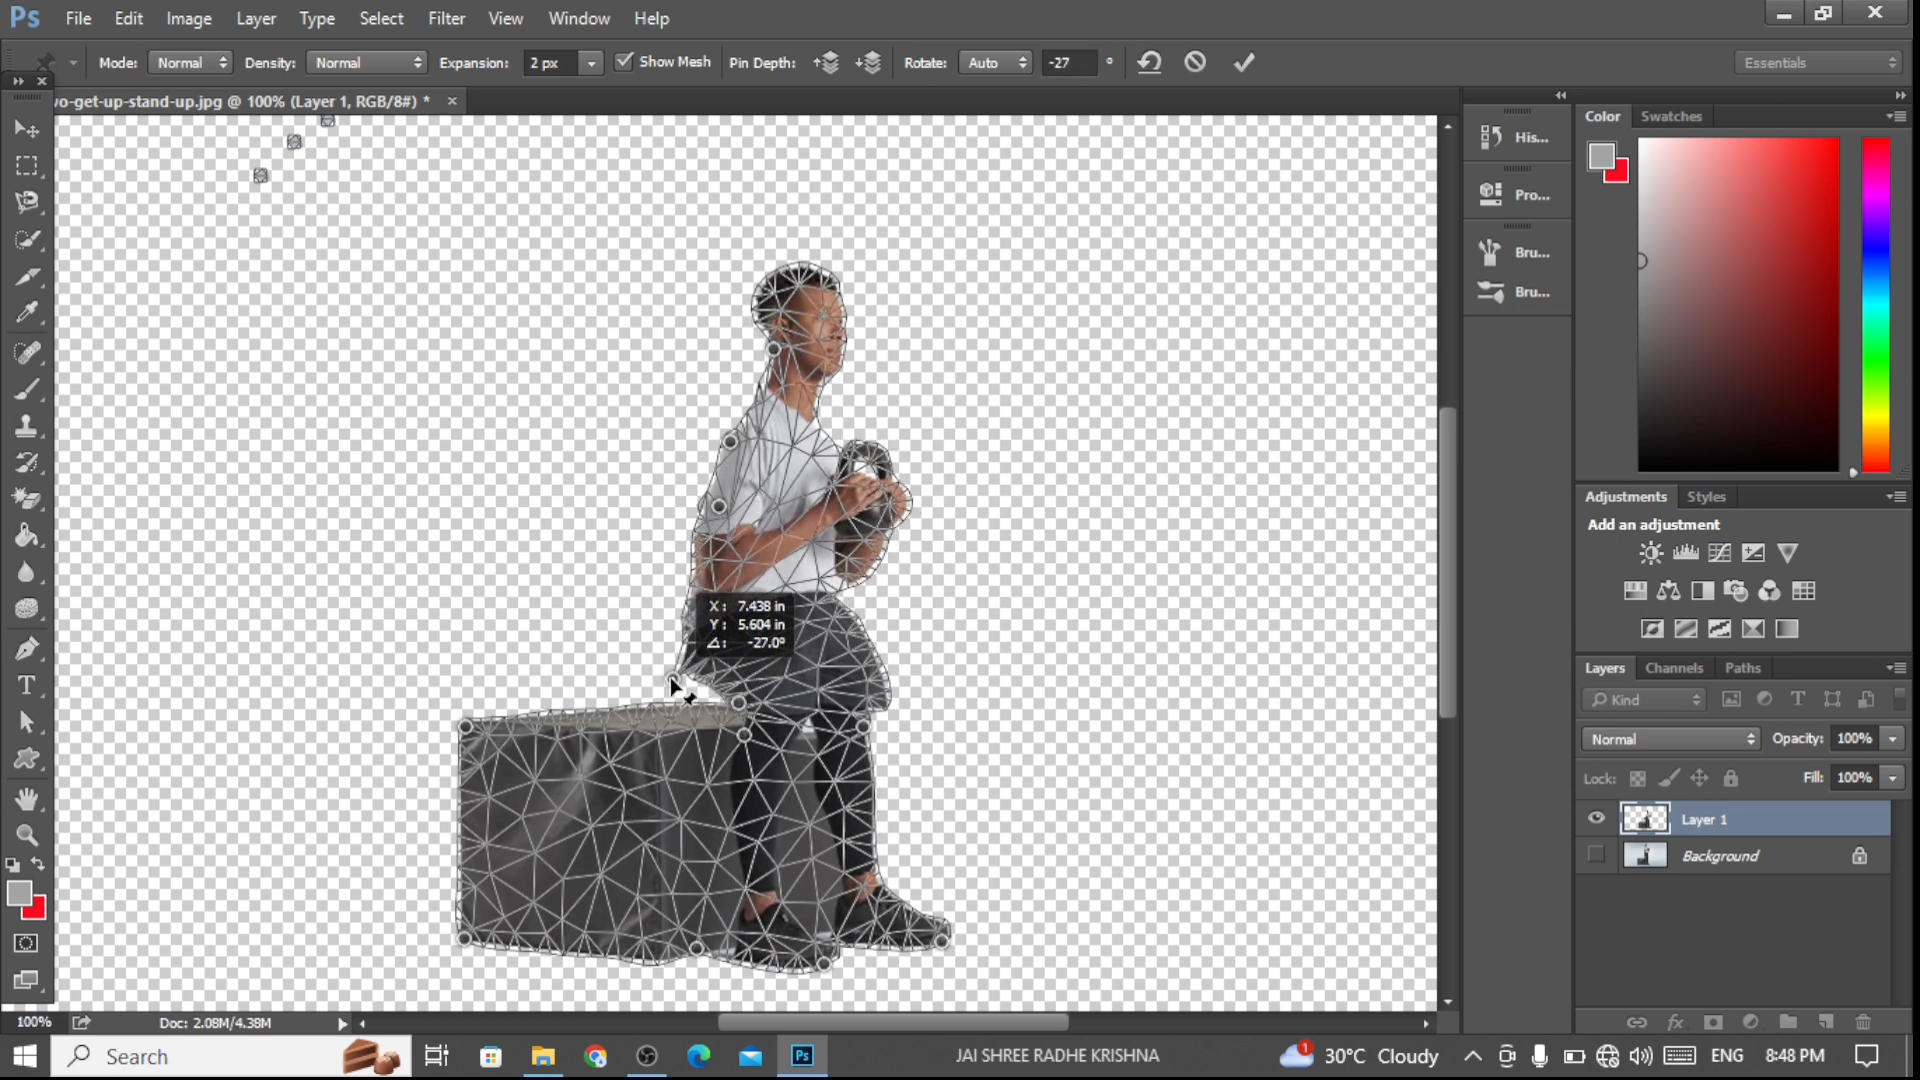 Ps File Edit Image Layer Type Select Filter View Window Help
Mode: Normal Density: Normal Expansion: 2 px Show Mesh Pin Depth: Rotate: Auto -27 ° Essentials
vo-get-up-stand-up.jpg @ 100% (Layer 1, RGB/8#) *
Color Swatches
His...
Pro...
Bru...
Bru...
Adjustments Styles
Add an adjustment
X: 7.438 in
Y: 5.604 in
⊿: -27.0°
Layers Channels Paths
Kind
Normal Opacity: 100%
Lock: Fill: 100%
Layer 1
Background
100% Doc: 2.08M/4.38M
Search Ps JAI SHREE RADHE KRISHNA 1 30°C Cloudy ENG 8:48 PM